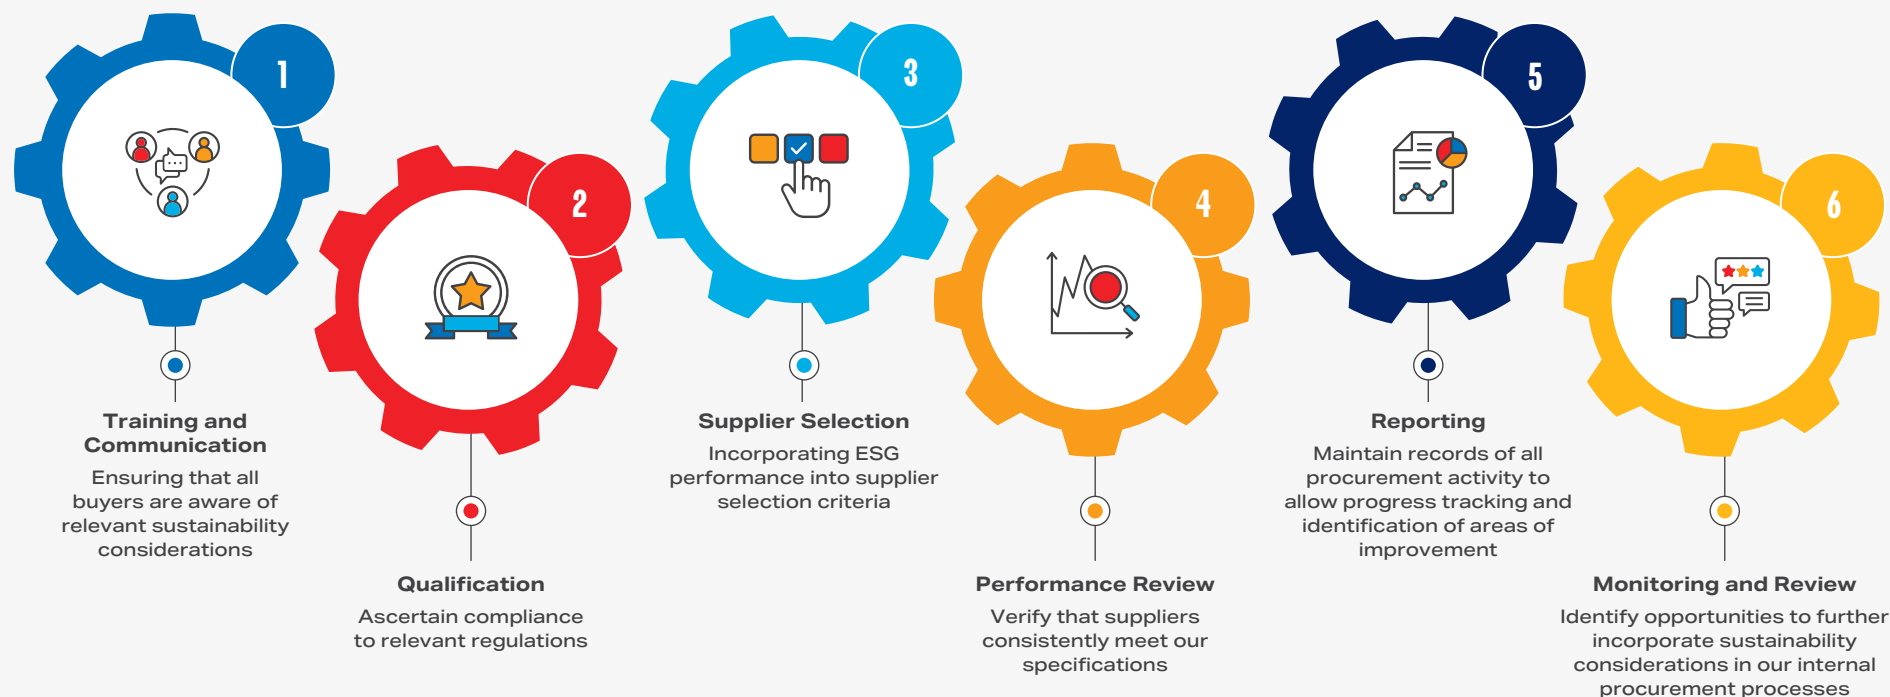 1
Training and
Communication
Ensuring that all
buyers are aware of
relevant sustainability
considerations
2
Qualification
Ascertain compliance
to relevant regulations
3
Supplier Selection
Incorporating ESG
performance into supplier
selection criteria
4
Performance Review
Verify that suppliers
consistently meet our
specifications
5
Reporting
Maintain records of all
procurement activity to
allow progress tracking and
identification of areas of
improvement
6
Monitoring and Review
Identify opportunities to further
incorporate sustainability
considerations in our internal
procurement processes